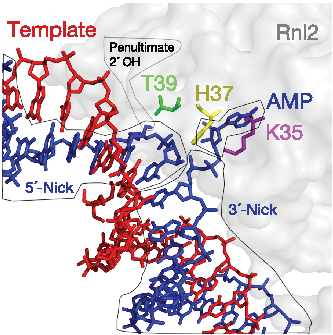 Template
Rnl2
Penultimate
2´OH
T39
H37
AMP
K35
5´-Nick
3´-Nick